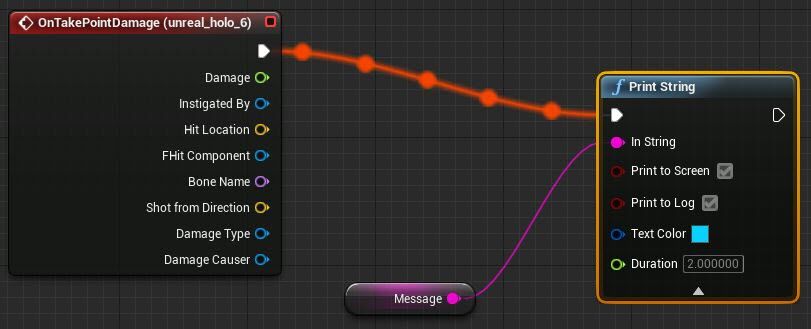 OnTakePointDamage (unreal_holo_6)
Damage
Instigated By
Hit Location
FHit Component
Bone Name
Shot from Direction
Damage Type
Damage Causer
Message
f Print String
In String
Print to Screen
Print to Log
Text Color
Duration 2.000000